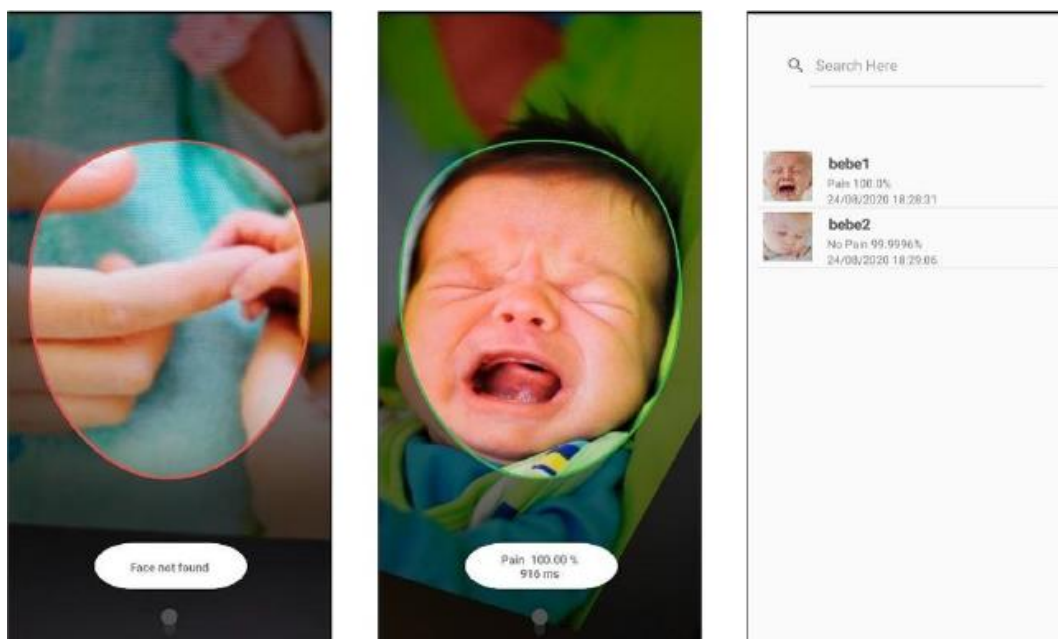 Face not found
Pain 100.00 %
916 ms
Search Here
bebe1
Pain 100.0%
24/08/2020 18:28:31
bebe2
No Pain 99.9996%
24/08/2020 18:29:06